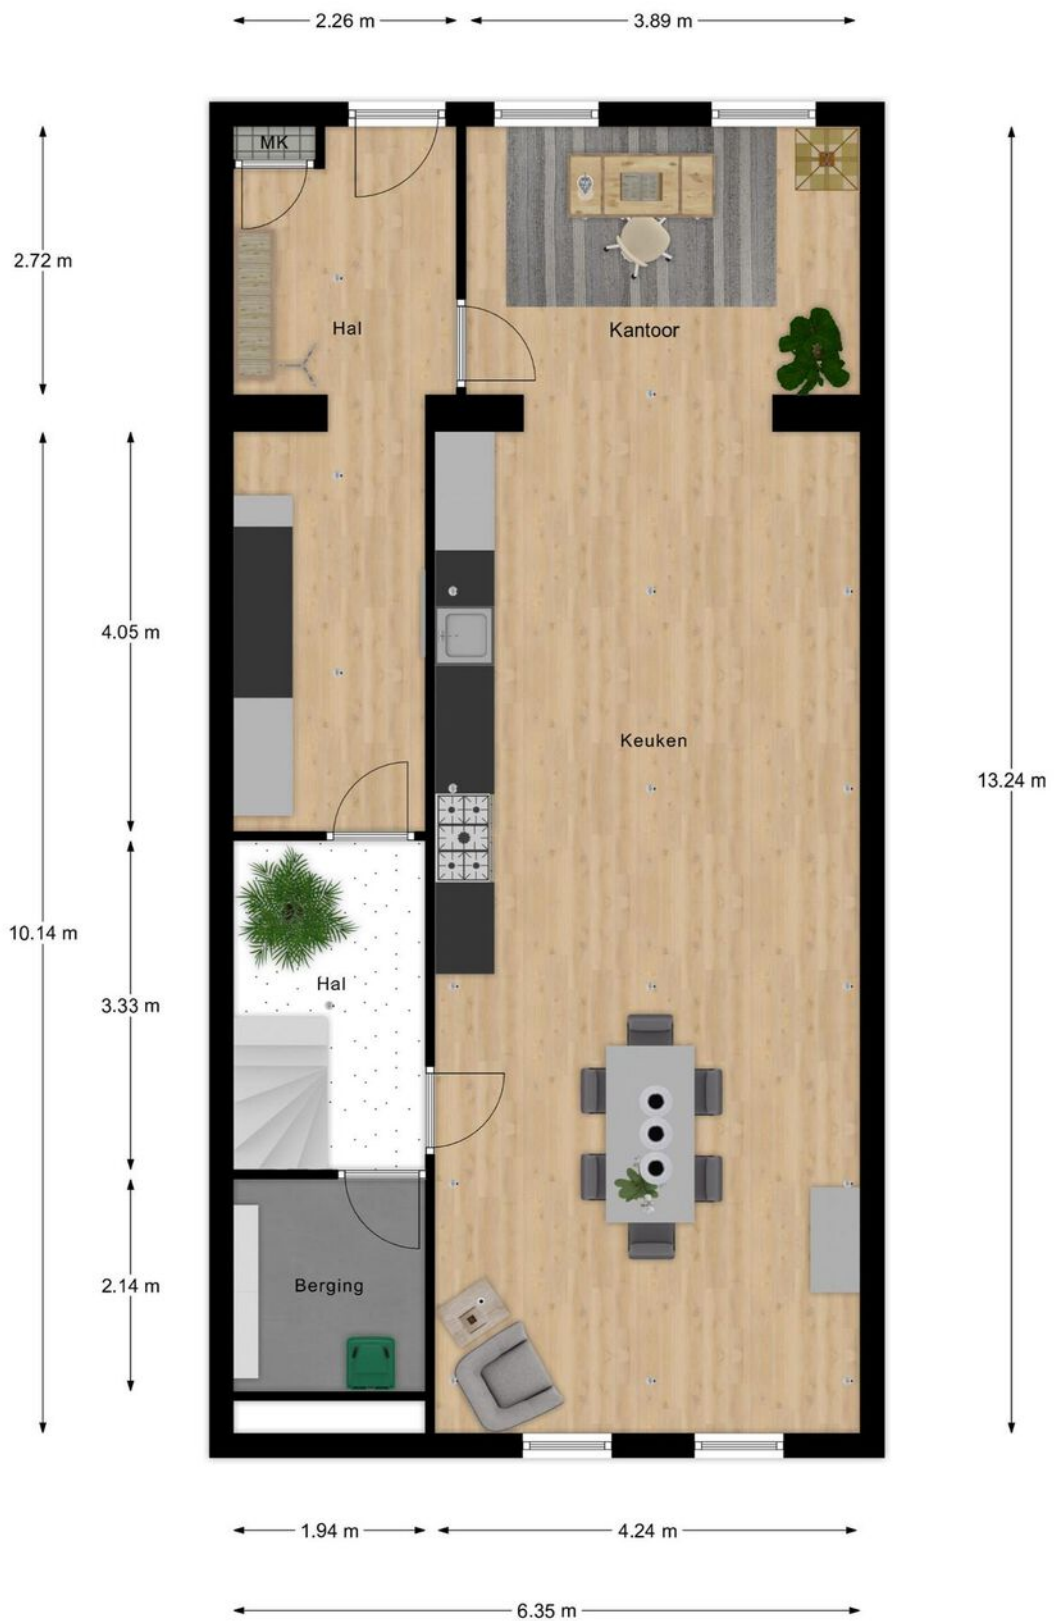 2.26 m
3.89 m
MK
2.72 m
Hal
Kantoor
4.05 m
Keuken
13.24 m
10.14 m
Hal
3.33 m
2.14 m
Berging
1.94 m
4.24 m
6.35 m